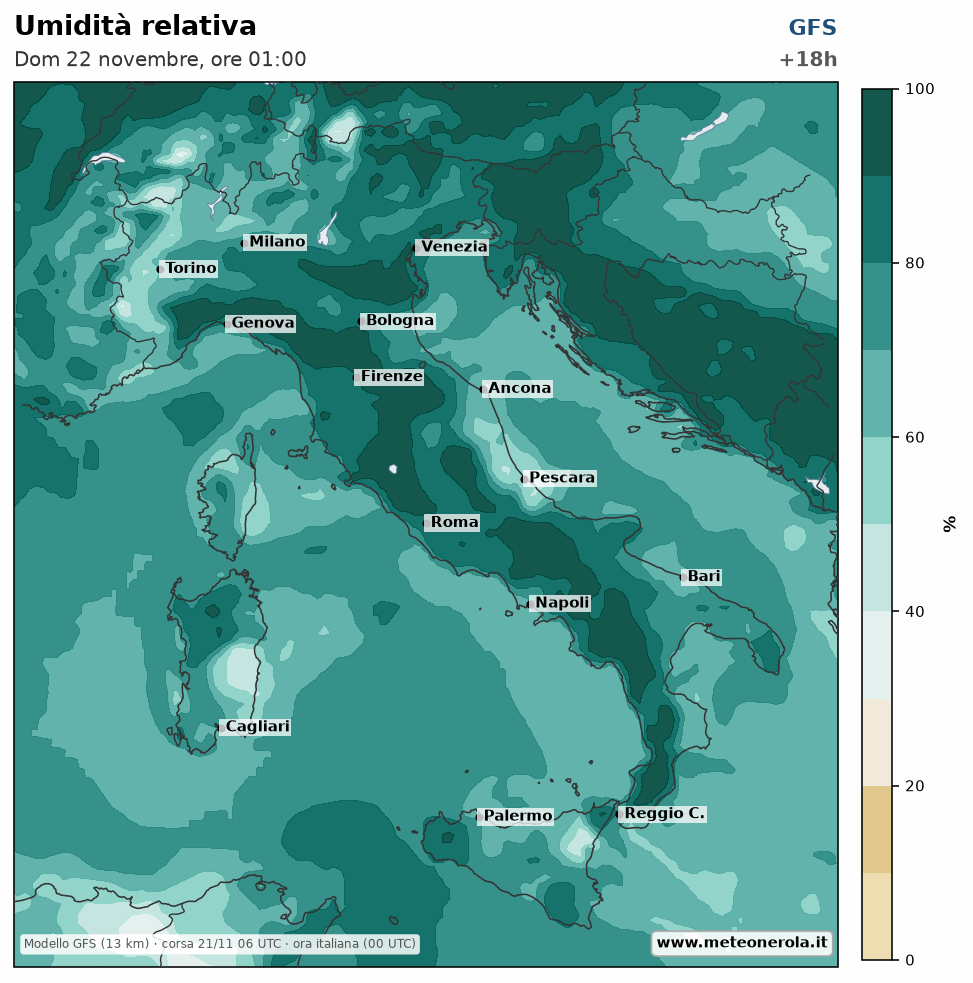 Umidità relativa
GFS
Dom 22 novembre, ore 01:00
+18h
100
80
60
40
20
0
%
Milano
Venezia
Torino
Genova
Bologna
Firenze
Ancona
Pescara
Roma
Bari
Napoli
Cagliari
Palermo
Reggio C.
Modello GFS (13 km) · corsa 21/11 06 UTC · ora italiana (00 UTC)
www.meteonerola.it